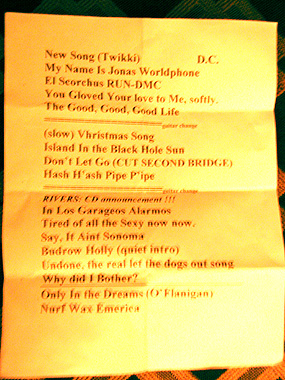 New Song (Twikki) D.C.
My Name Is Jonas Worldphone
El Scorchus RUN-DMC
You Gloved Your love to Me, softly.
The Good, Good, Good Life
guitar change
(slow) Vhristmas Song
Island In the Black Hole Sun
Don't Let Go (CUT SECOND BRIDGE)
Hash H'ash Pipe P'ipe
guitar change
RIVERS: CD announcement !!!
In Los Garageos Alarmos
Tired of all the Sexy now now.
Say, It Aint Sonoma
Budrow Holly (quiet intro)
Undone, the real let the dogs out song
Why did I Bother?
Only In the Dreams (O'Flanigan)
Nurf Wax Emerica